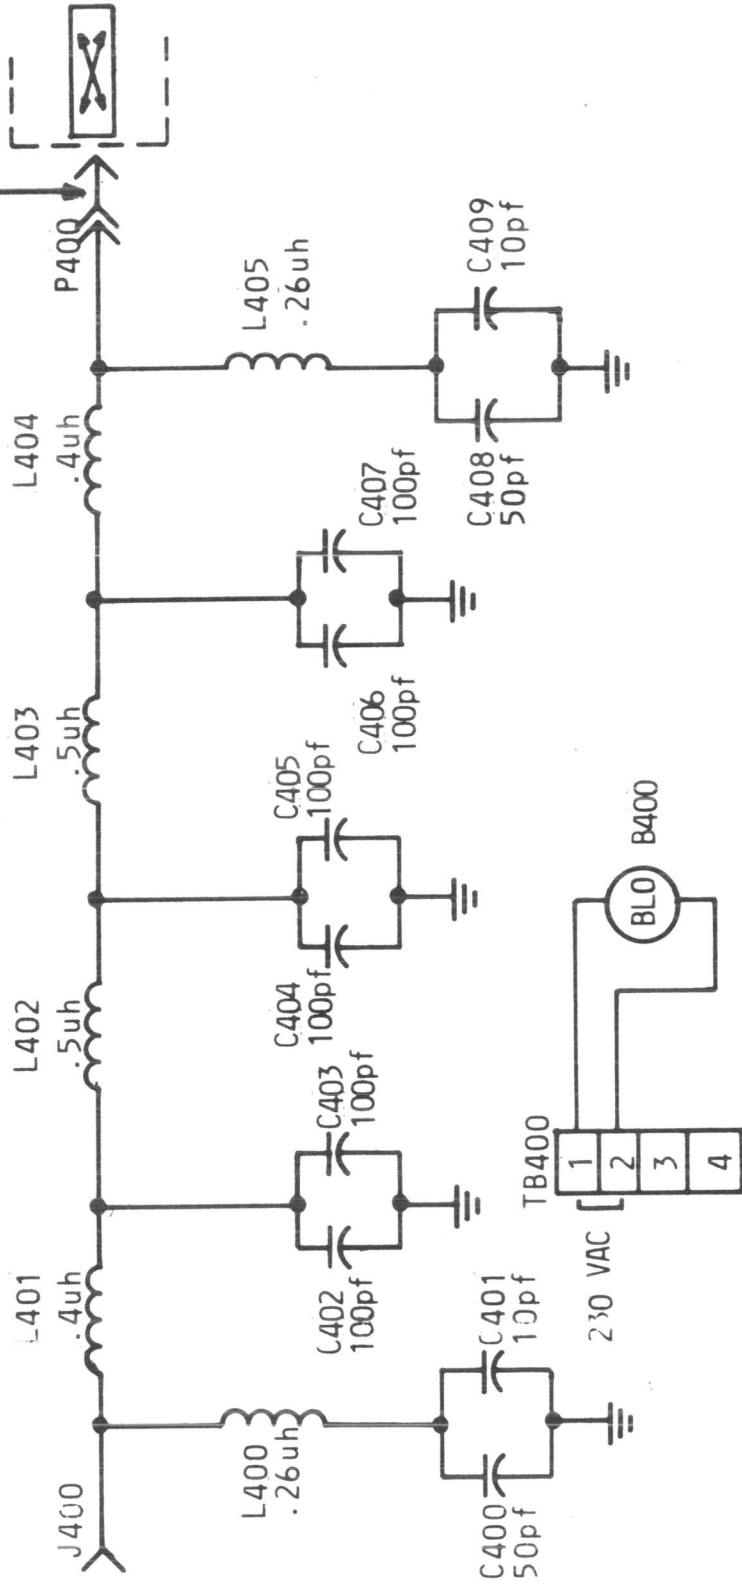 J400
L400
.26uh
C400
50pf
C401
10pf
L401
.4uh
C402
100pf
C403
100pf
L402
.5uh
C404
100pf
C405
100pf
L403
.5uh
C406
100pf
C407
100pf
L404
.4uh
P400
L405
.26uh
C408
50pf
C409
10pf
TB400
1
2
3
4
230 VAC
BLO
B400